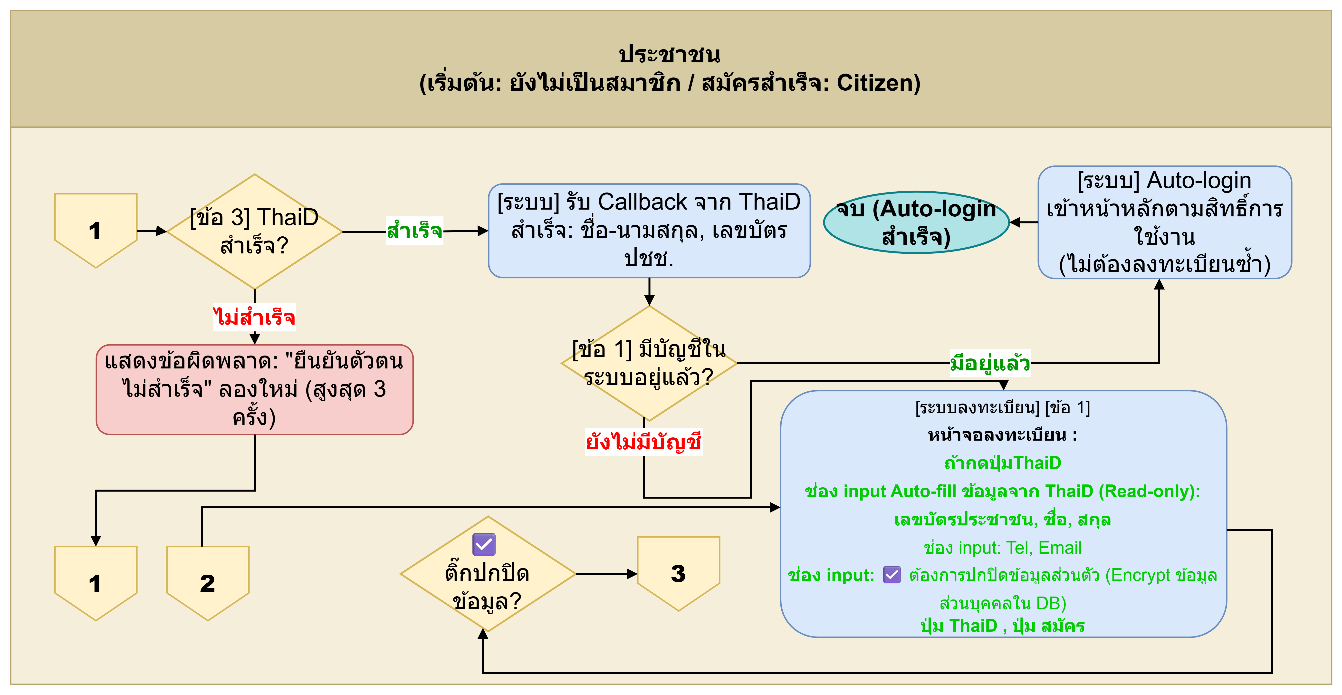 ประชาชน
(เริ่มต้น: ยังไม่เป็นสมาชิก / สมัครสำเร็จ: Citizen)
1
[ข้อ 3] ThaiD
สำเร็จ?
สำเร็จ
[ระบบ] รับ Callback จาก ThaiD
สำเร็จ: ชื่อ-นามสกุล, เลขบัตร
ปชช.
จบ (Auto-login
สำเร็จ)
[ระบบ] Auto-login
เข้าหน้าหลักตามสิทธิ์การ
ใช้งาน
(ไม่ต้องลงทะเบียนซ้ำ)
ไม่สำเร็จ
แสดงข้อผิดพลาด: "ยืนยันตัวตน
ไม่สำเร็จ" ลองใหม่ (สูงสุด 3
ครั้ง)
[ข้อ 1] มีบัญชีใน
ระบบอยู่แล้ว?
มีอยู่แล้ว
ยังไม่มีบัญชี
[ระบบลงทะเบียน] [ข้อ 1]
หน้าจอลงทะเบียน :
ถ้ากดปุ่มThaiD
ช่อง input Auto-fill ข้อมูลจาก ThaiD (Read-only):
เลขบัตรประชาชน, ชื่อ, สกุล
ช่อง input: Tel, Email
ช่อง input: ☑ ต้องการปกปิดข้อมูลส่วนตัว (Encrypt ข้อมูล
ส่วนบุคคลใน DB)
ปุ่ม ThaiD , ปุ่ม สมัคร
1
2
☑
ติ๊กปกปิด
ข้อมูล?
3